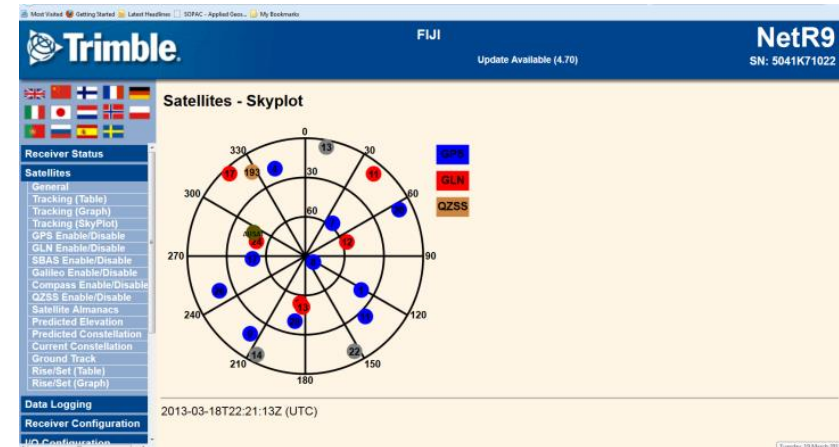 Most Visited Getting Started Latest Headlines SOPAC - Applied Geos... My Bookmarks
Trimble.
FIJI
Update Available (4.70)
NetR9
SN: 5041K71022
Satellites - Skyplot
Receiver Status
Satellites
General
Tracking (Table)
Tracking (Graph)
Tracking (SkyPlot)
GPS Enable/Disable
GLN Enable/Disable
SBAS Enable/Disable
Galileo Enable/Disable
Compass Enable/Disable
QZSS Enable/Disable
Satellite Almanacs
Predicted Elevation
Predicted Constellation
Current Constellation
Ground Track
Rise/Set (Table)
Rise/Set (Graph)
Data Logging
Receiver Configuration
I/O Configuration
0
13
330
30
17
193
30
11
300
60
60
GPS
GLN
QZSS
24
12
270
90
13
240
120
14
22
210
150
180
2013-03-18T22:21:13Z (UTC)